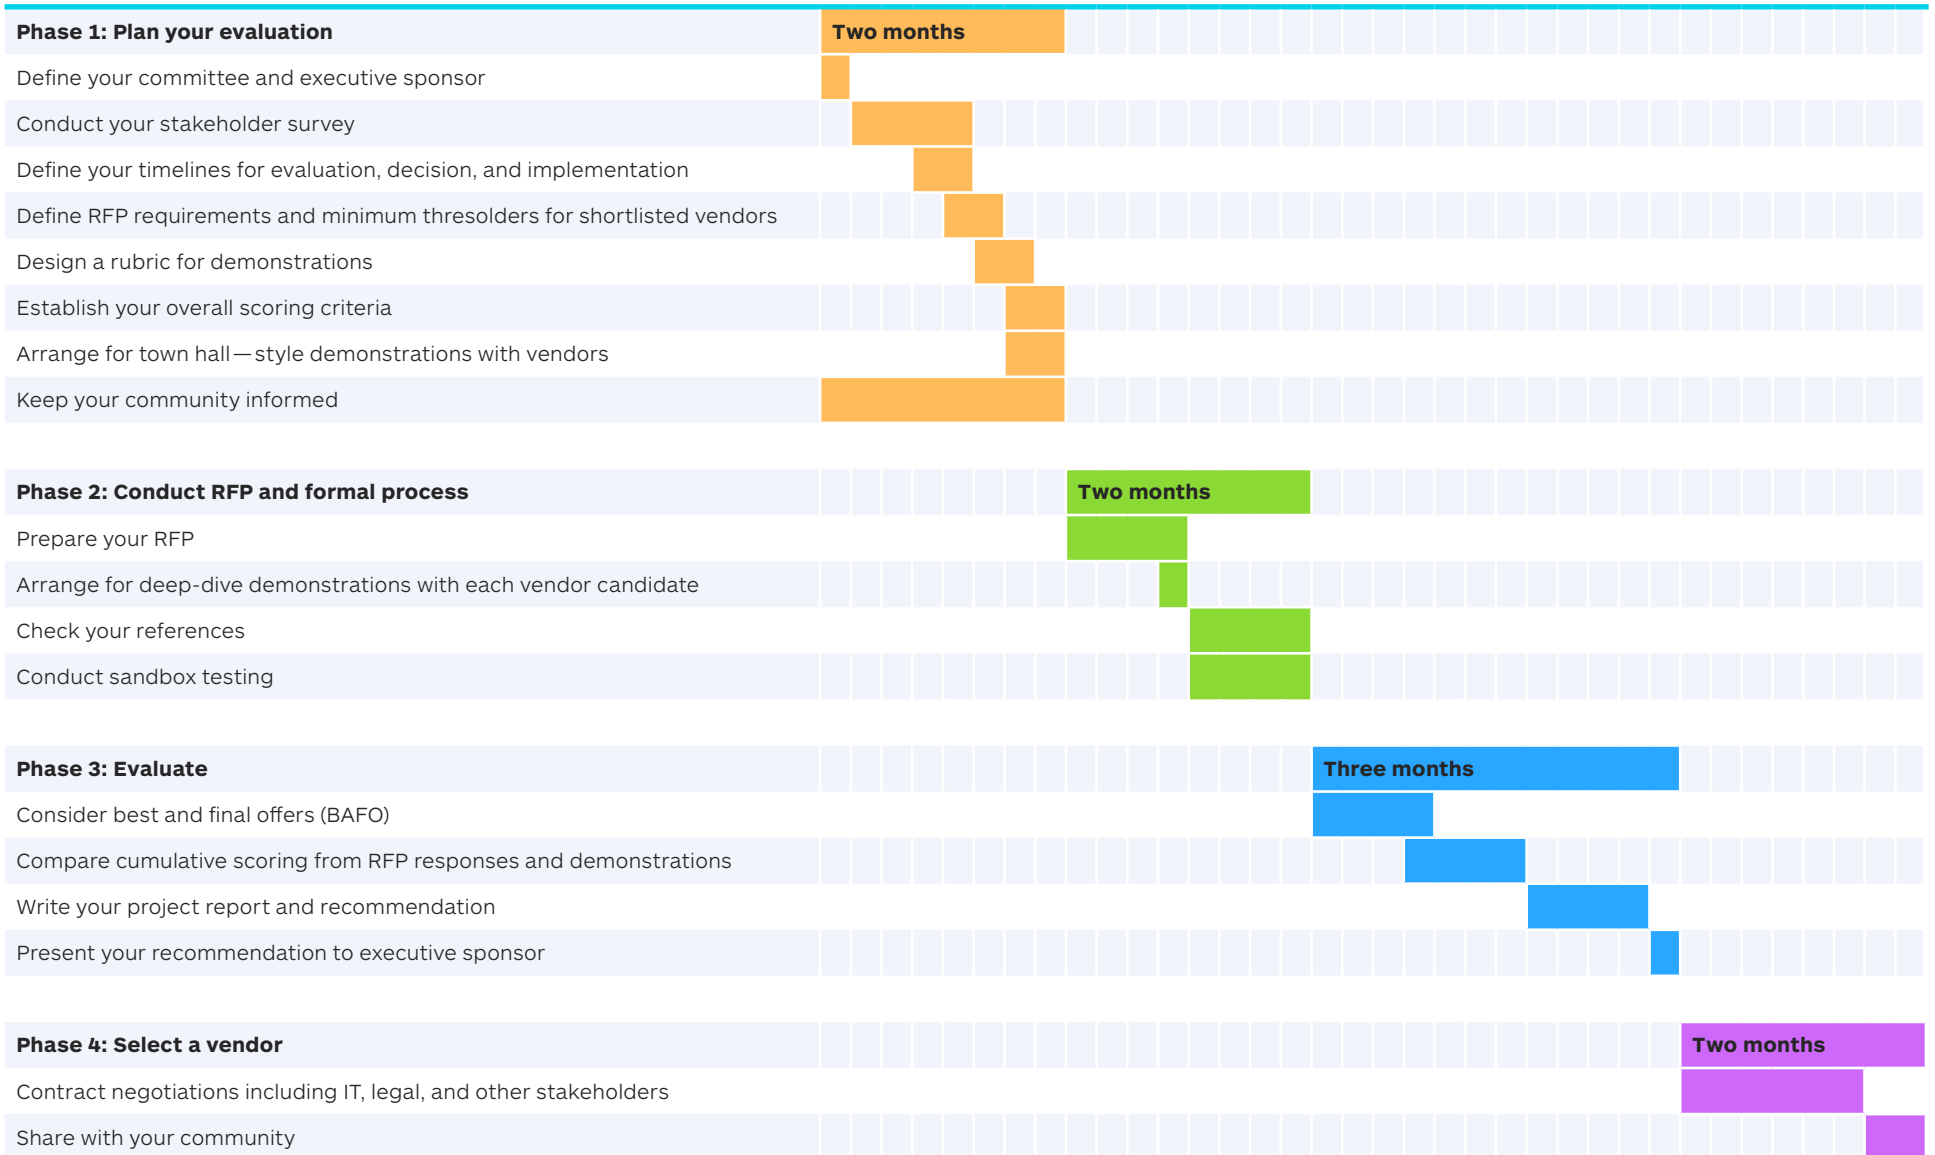 Phase 1: Plan your evaluation
Two months
Define your committee and executive sponsor
Conduct your stakeholder survey
Define your timelines for evaluation, decision, and implementation
Define RFP requirements and minimum thresolders for shortlisted vendors
Design a rubric for demonstrations
Establish your overall scoring criteria
Arrange for town hall—style demonstrations with vendors
Keep your community informed
Phase 2: Conduct RFP and formal process
Two months
Prepare your RFP
Arrange for deep-dive demonstrations with each vendor candidate
Check your references
Conduct sandbox testing
Phase 3: Evaluate
Three months
Consider best and final offers (BAFO)
Compare cumulative scoring from RFP responses and demonstrations
Write your project report and recommendation
Present your recommendation to executive sponsor
Phase 4: Select a vendor
Two months
Contract negotiations including IT, legal, and other stakeholders
Share with your community